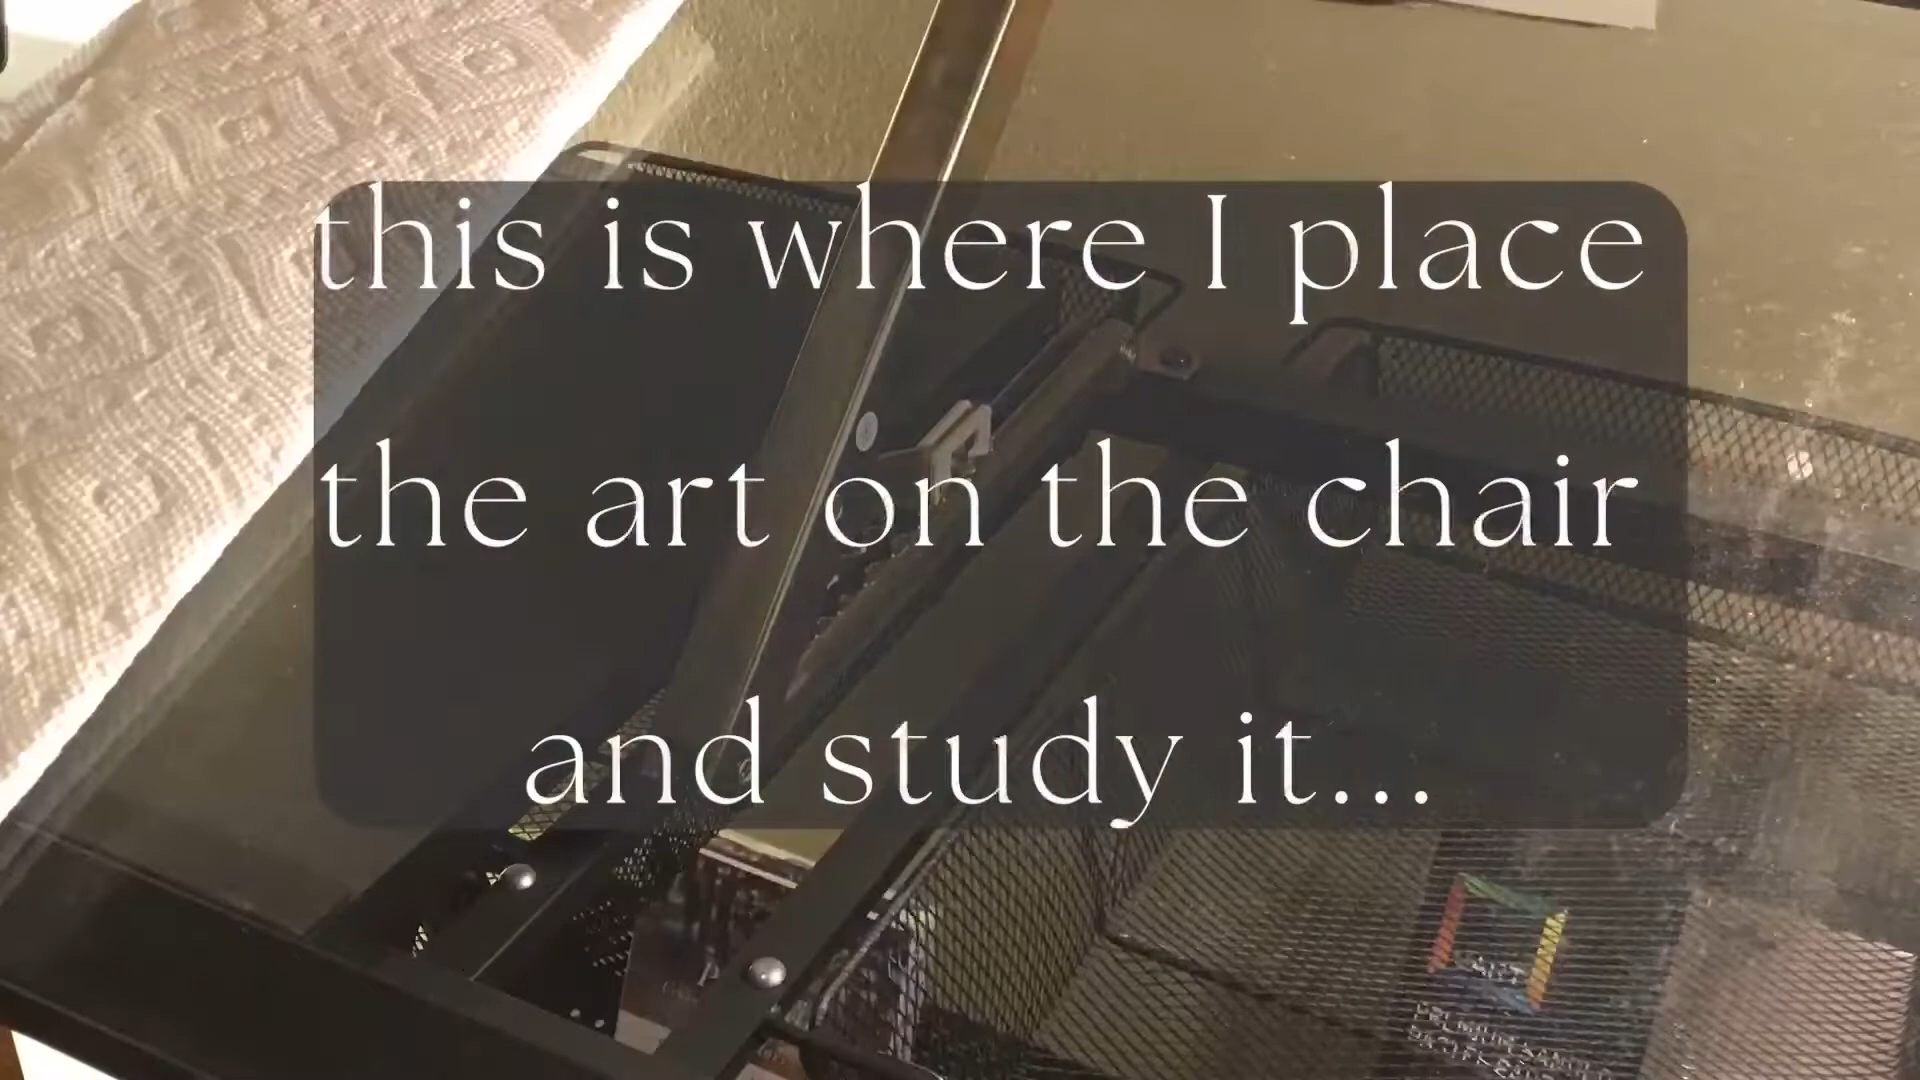 this is where I place
the art on the chair
and study it...